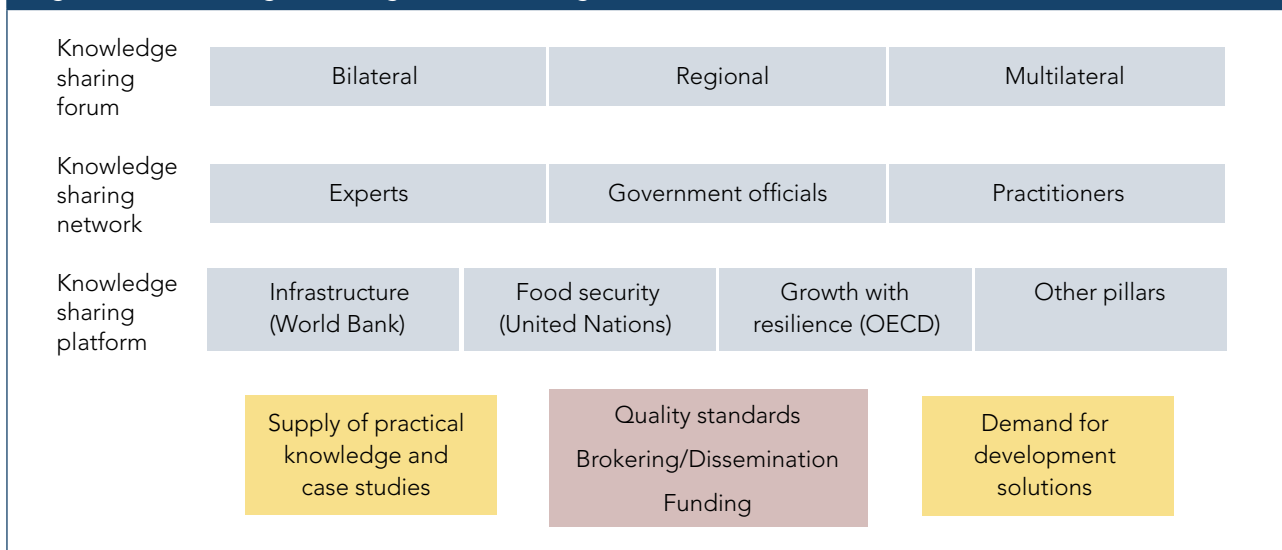 Knowledge
sharing
forum
Bilateral
Regional
Multilateral
Knowledge
sharing
network
Experts
Government officials
Practitioners
Knowledge
sharing
platform
Infrastructure
(World Bank)
Food security
(United Nations)
Growth with
resilience (OECD)
Other pillars
Supply of practical
knowledge and
case studies
Quality standards
Brokering/Dissemination
Funding
Demand for
development
solutions